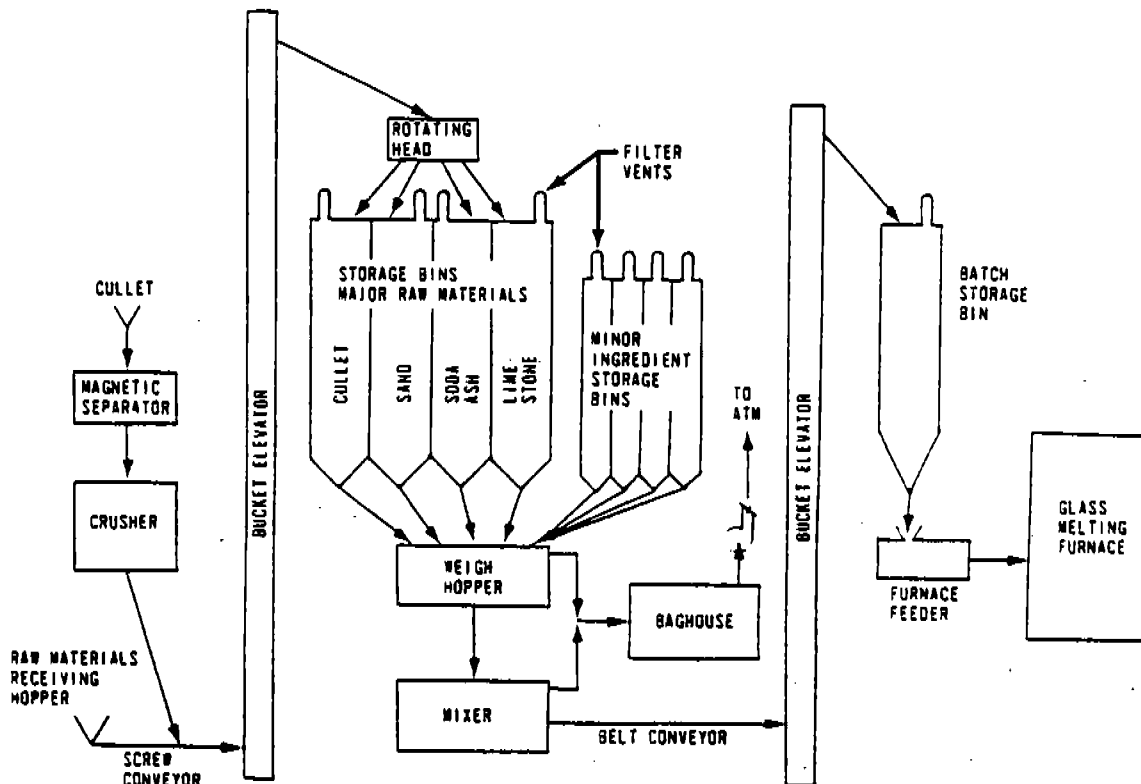 CULLET
MAGNETIC
SEPARATOR
CRUSHER
RAW MATERIALS
RECEIVING
HOPPER
SCREW
CONVEYOR
BUCKET ELEVATOR
ROTATING
HEAD
FILTER
VENTS
STORAGE BINS
MAJOR RAW MATERIALS
CULLET
SAND
SODA
ASH
LIME
STONE
MINOR
INGREDIENT
STORAGE
BINS
WEIGH
HOPPER
MIXER
BAGHOUSE
TO
ATM
BELT CONVEYOR
BUCKET ELEVATOR
BATCH
STORAGE
BIN
FURNACE
FEEDER
GLASS
MELTING
FURNACE